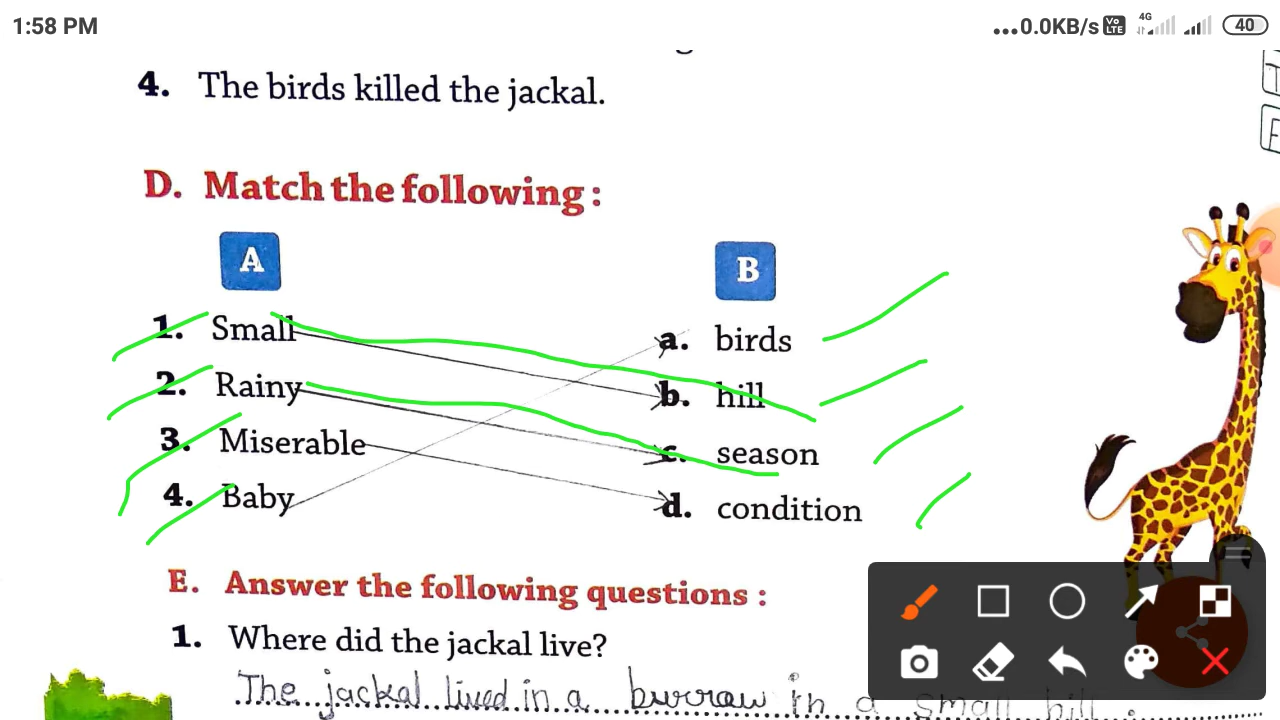 1:58 PM ...0.0KB/s Vo LTE 4G 40
4. The birds killed the jackal.
D. Match the following :
A B
1. Small a. birds
2. Rainy b. hill
3. Miserable c. season
4. Baby d. condition
E. Answer the following questions :
1. Where did the jackal live?
The jackal lived in a burrow in a small hill.